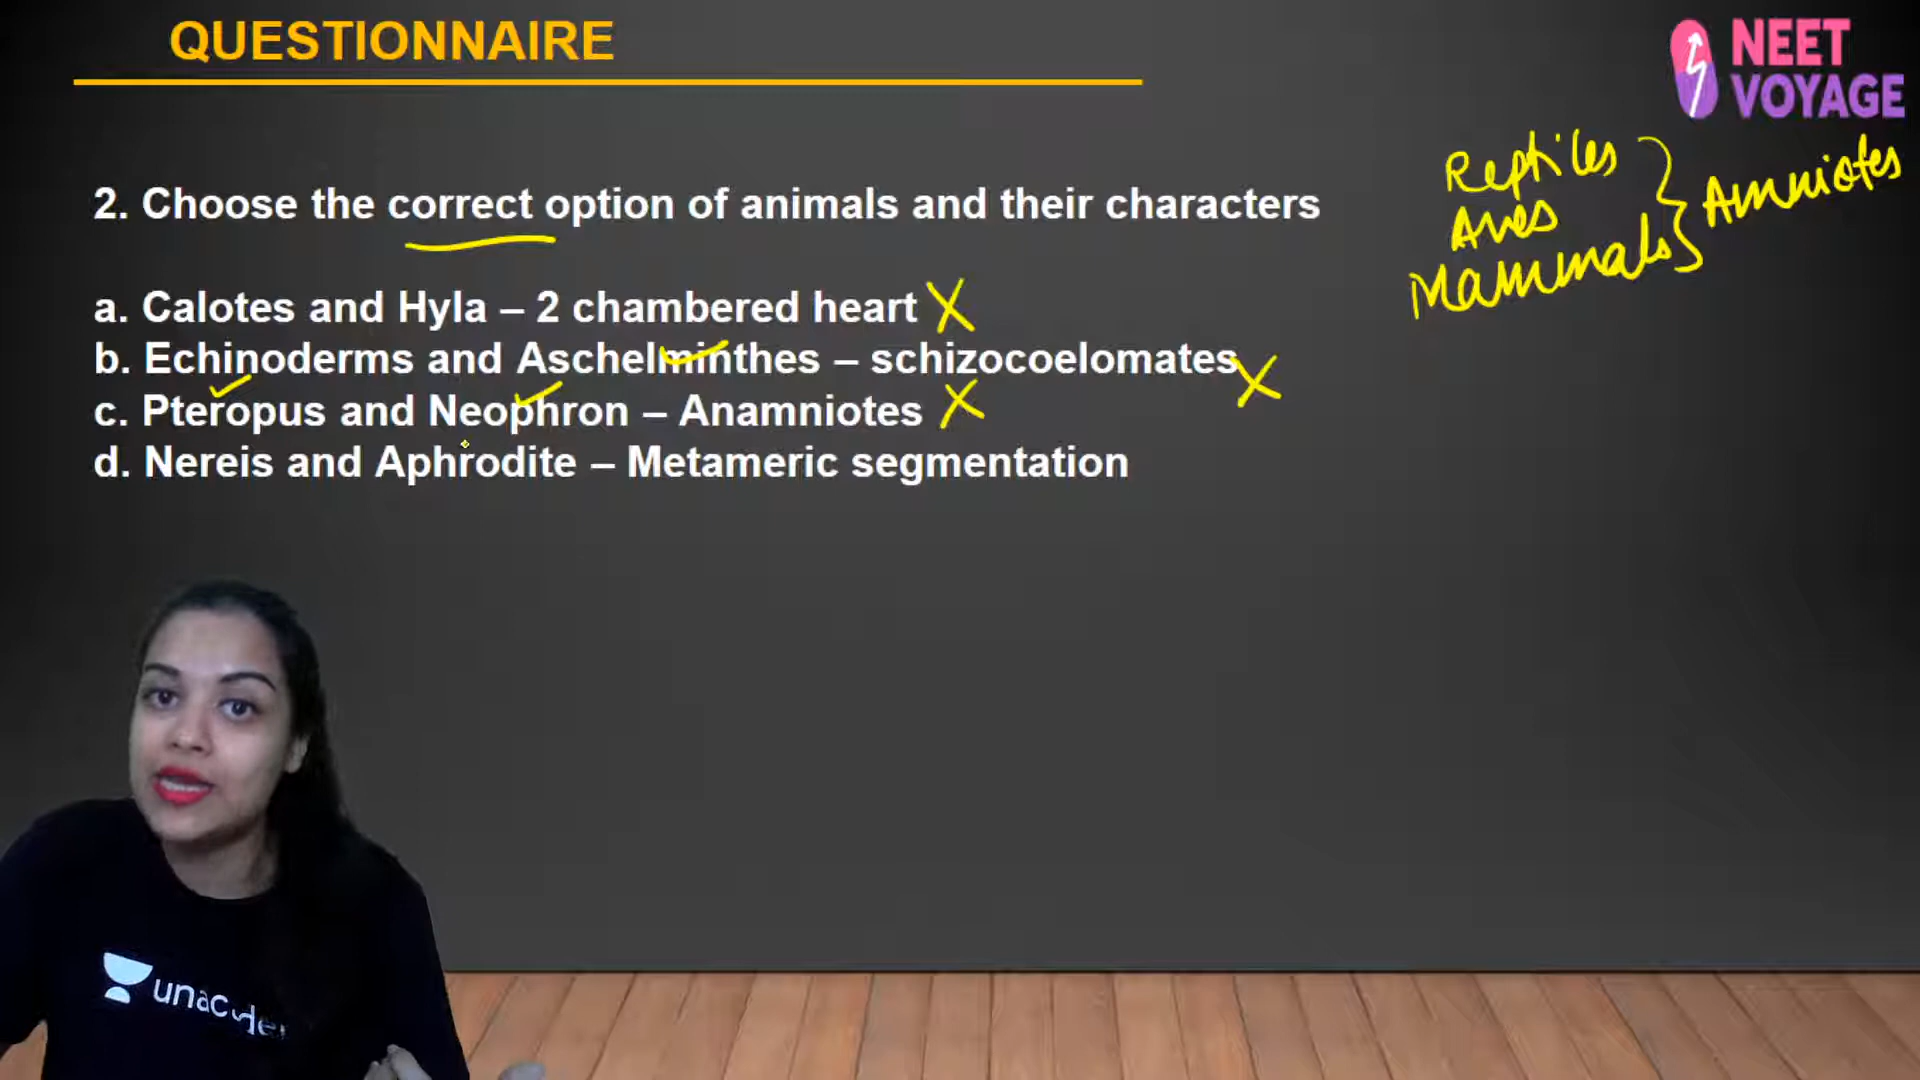 QUESTIONNAIRE
NEET
VOYAGE
Reptiles
Aves
Mammals
Amniotes
2. Choose the correct option of animals and their characters
a. Calotes and Hyla – 2 chambered heart X
b. Echinoderms and Aschelminthes – schizocoelomates X
c. Pteropus and Neophron – Anamniotes X
d. Nereis and Aphrodite – Metameric segmentation